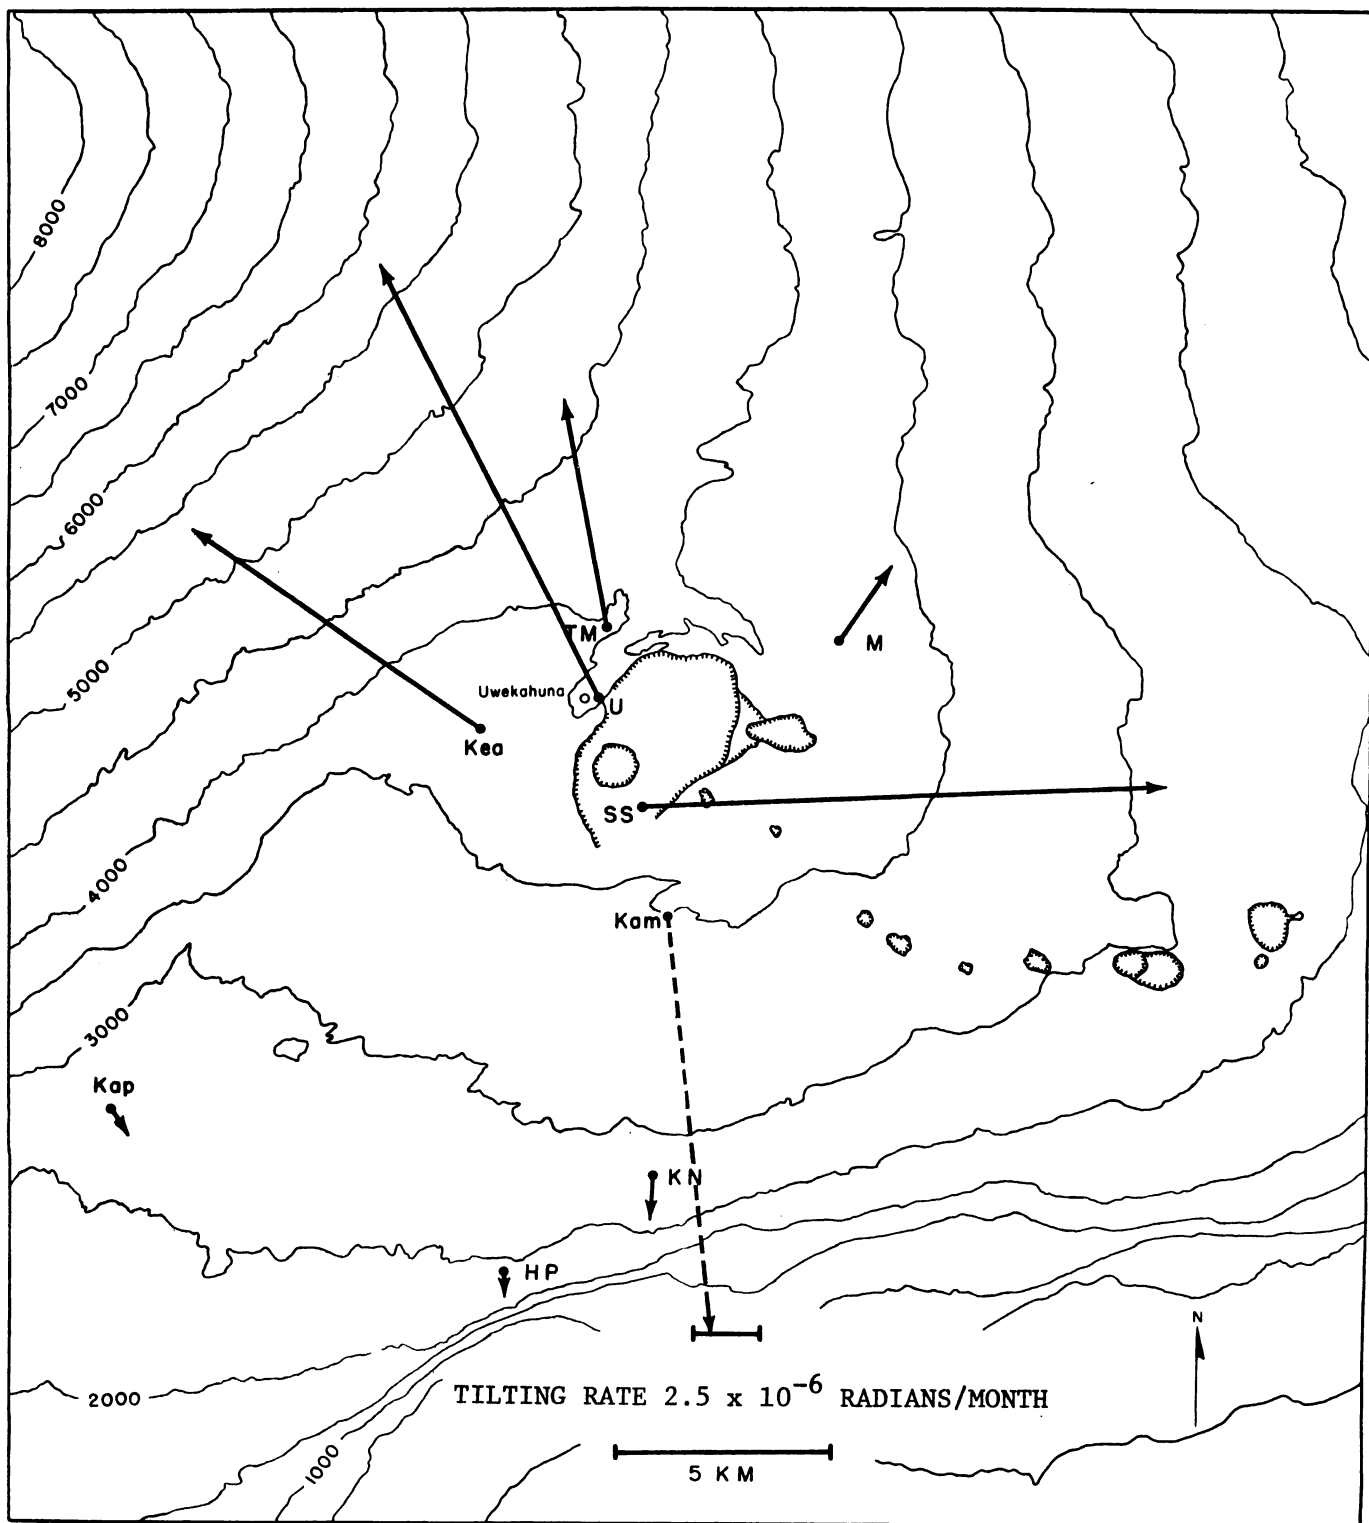 8000
7000
6000
TM
M
Uwekahuna
U
5000
Kea
SS
4000
Kam
3000
Kap
KN
HP
N
2000
TILTING RATE 2.5 x 10⁻⁶ RADIANS/MONTH
1000
5 KM